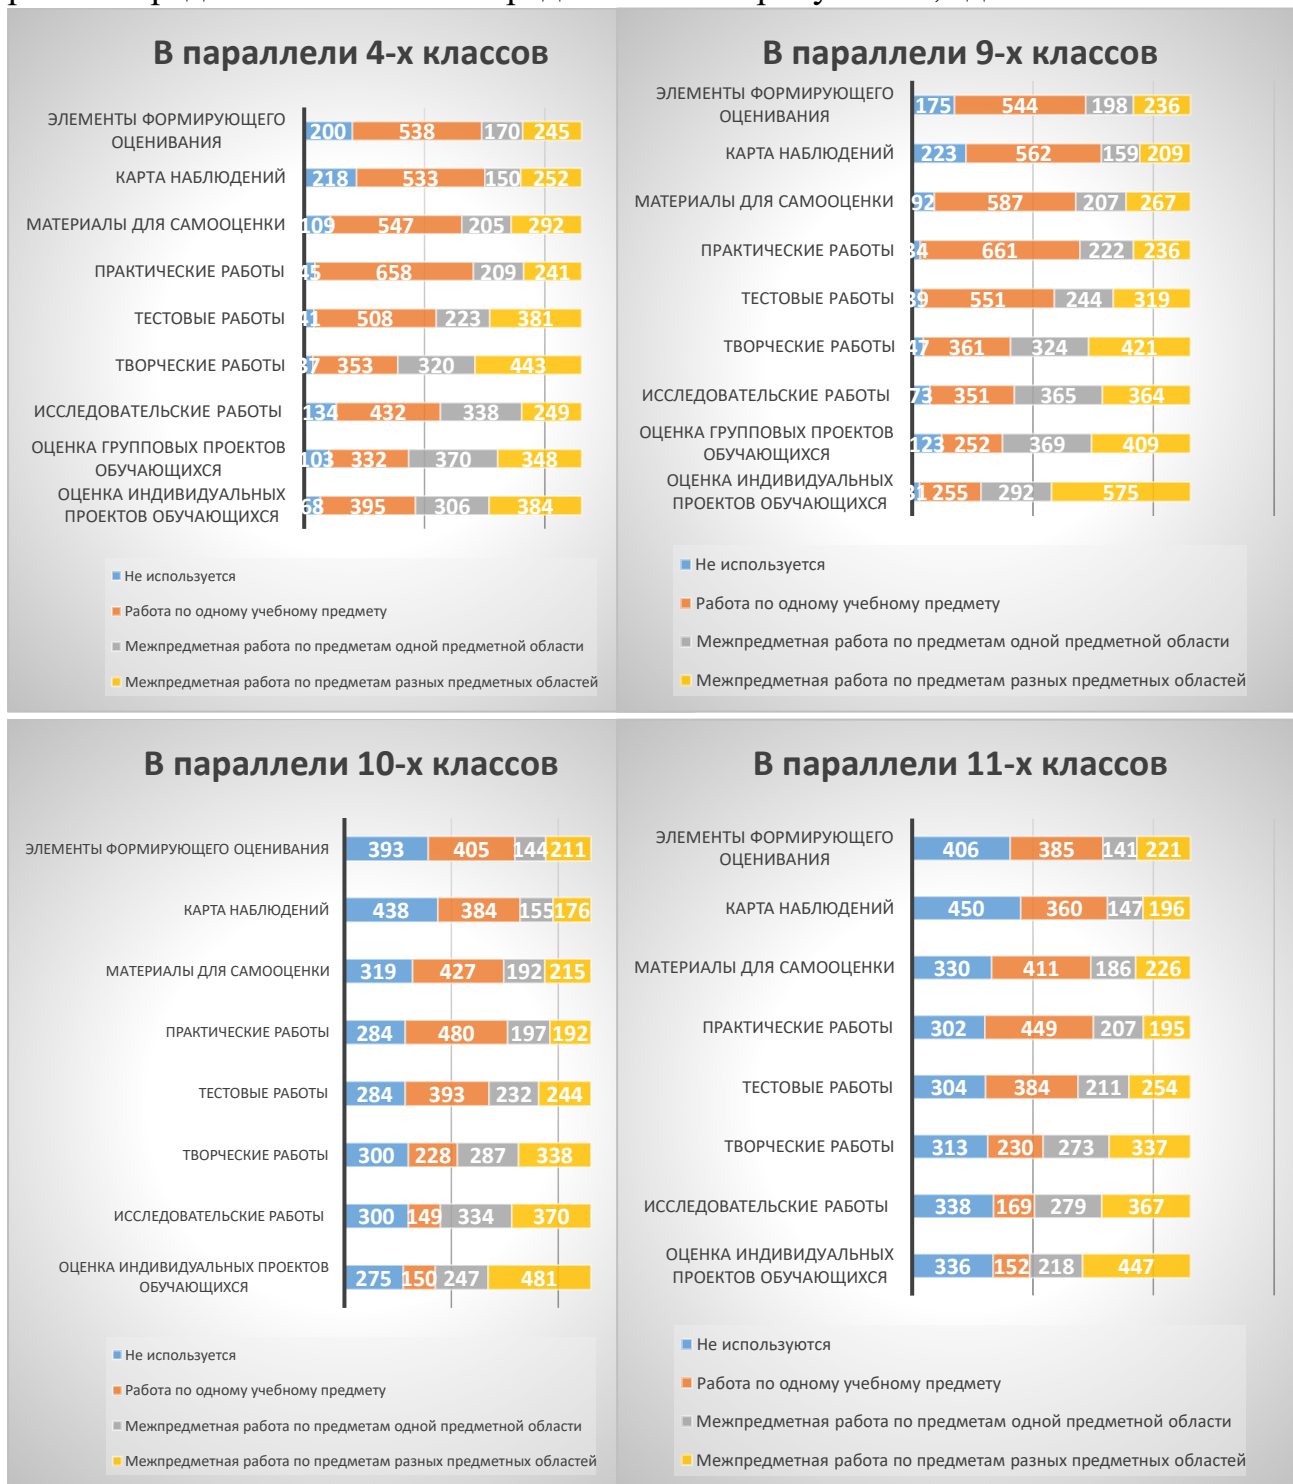 В параллели 4-х классов
ЭЛЕМЕНТЫ ФОРМИРУЮЩЕГО
ОЦЕНИВАНИЯ
200 538 170 245
КАРТА НАБЛЮДЕНИЙ
218 533 150 252
МАТЕРИАЛЫ ДЛЯ САМООЦЕНКИ
109 547 205 292
ПРАКТИЧЕСКИЕ РАБОТЫ
45 658 209 241
ТЕСТОВЫЕ РАБОТЫ
41 508 223 381
ТВОРЧЕСКИЕ РАБОТЫ
37 353 320 443
ИССЛЕДОВАТЕЛЬСКИЕ РАБОТЫ
134 432 338 249
ОЦЕНКА ГРУППОВЫХ ПРОЕКТОВ
ОБУЧАЮЩИХСЯ
103 332 370 348
ОЦЕНКА ИНДИВИДУАЛЬНЫХ
ПРОЕКТОВ ОБУЧАЮЩИХСЯ
68 395 306 384
Не используется
Работа по одному учебному предмету
Межпредметная работа по предметам одной предметной области
Межпредметная работа по предметам разных предметных областей
В параллели 9-х классов
ЭЛЕМЕНТЫ ФОРМИРУЮЩЕГО
ОЦЕНИВАНИЯ
175 544 198 236
КАРТА НАБЛЮДЕНИЙ
223 562 159 209
МАТЕРИАЛЫ ДЛЯ САМООЦЕНКИ
92 587 207 267
ПРАКТИЧЕСКИЕ РАБОТЫ
34 661 222 236
ТЕСТОВЫЕ РАБОТЫ
39 551 244 319
ТВОРЧЕСКИЕ РАБОТЫ
47 361 324 421
ИССЛЕДОВАТЕЛЬСКИЕ РАБОТЫ
73 351 365 364
ОЦЕНКА ГРУППОВЫХ ПРОЕКТОВ
ОБУЧАЮЩИХСЯ
123 252 369 409
ОЦЕНКА ИНДИВИДУАЛЬНЫХ
ПРОЕКТОВ ОБУЧАЮЩИХСЯ
31 255 292 575
Не используется
Работа по одному учебному предмету
Межпредметная работа по предметам одной предметной области
Межпредметная работа по предметам разных предметных областей
В параллели 10-х классов
ЭЛЕМЕНТЫ ФОРМИРУЮЩЕГО ОЦЕНИВАНИЯ
393 405 144 211
КАРТА НАБЛЮДЕНИЙ
438 384 155 176
МАТЕРИАЛЫ ДЛЯ САМООЦЕНКИ
319 427 192 215
ПРАКТИЧЕСКИЕ РАБОТЫ
284 480 197 192
ТЕСТОВЫЕ РАБОТЫ
284 393 232 244
ТВОРЧЕСКИЕ РАБОТЫ
300 228 287 338
ИССЛЕДОВАТЕЛЬСКИЕ РАБОТЫ
300 149 334 370
ОЦЕНКА ИНДИВИДУАЛЬНЫХ ПРОЕКТОВ
ОБУЧАЮЩИХСЯ
275 150 247 481
Не используется
Работа по одному учебному предмету
Межпредметная работа по предметам одной предметной области
Межпредметная работа по предметам разных предметных областей
В параллели 11-х классов
ЭЛЕМЕНТЫ ФОРМИРУЮЩЕГО
ОЦЕНИВАНИЯ
406 385 141 221
КАРТА НАБЛЮДЕНИЙ
450 360 147 196
МАТЕРИАЛЫ ДЛЯ САМООЦЕНКИ
330 411 186 226
ПРАКТИЧЕСКИЕ РАБОТЫ
302 449 207 195
ТЕСТОВЫЕ РАБОТЫ
304 384 211 254
ТВОРЧЕСКИЕ РАБОТЫ
313 230 273 337
ИССЛЕДОВАТЕЛЬСКИЕ РАБОТЫ
338 169 279 367
ОЦЕНКА ИНДИВИДУАЛЬНЫХ
ПРОЕКТОВ ОБУЧАЮЩИХСЯ
336 152 218 447
Не используются
Работа по одному учебному предмету
Межпредметная работа по предметам одной предметной области
Межпредметная работа по предметам разных предметных областей